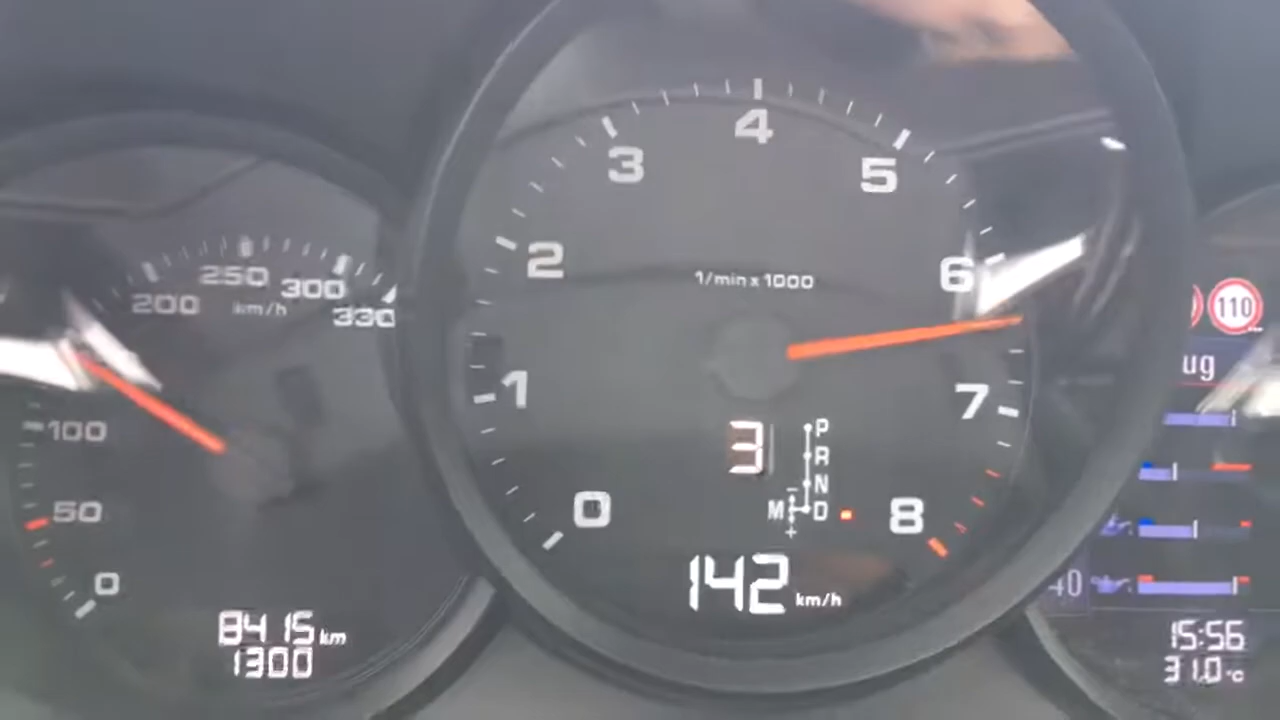 200 250 300 330
km/h
100
50
0
8415 km
1300
0 1 2 3 4 5 6 7 8
1/min x 1000
3
P
R
N
M D
-
+
142 km/h
110
ug
40
15:56
31.0 °C